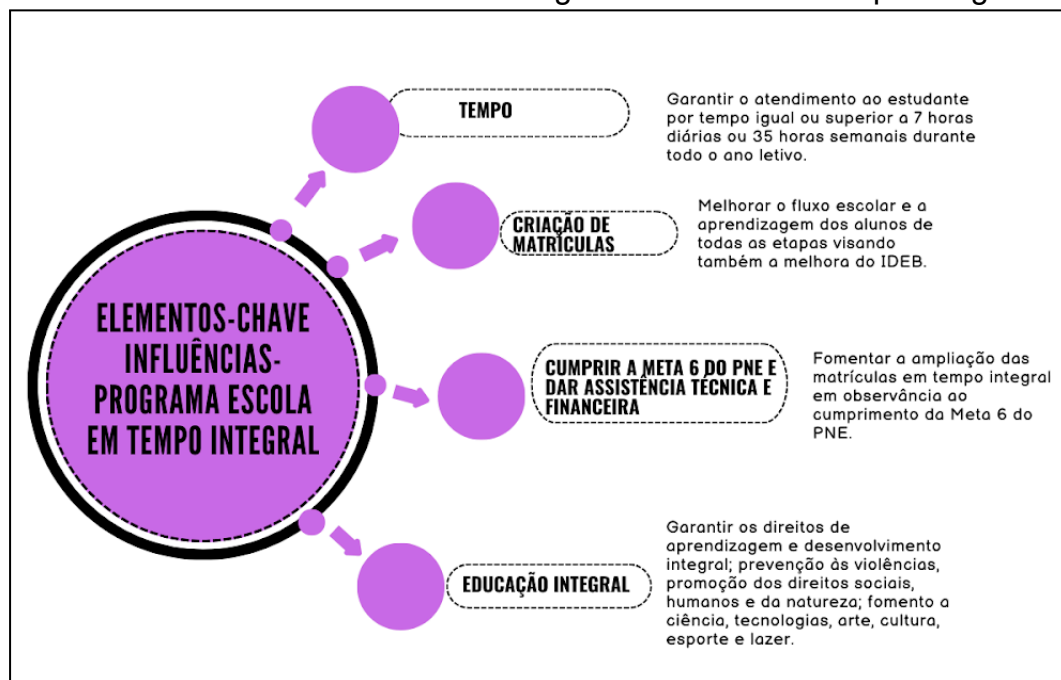 TEMPO
Garantir o atendimento ao estudante
por tempo igual ou superior a 7 horas
diárias ou 35 horas semanais durante
todo o ano letivo.
CRIAÇÃO DE
MATRÍCULAS
Melhorar o fluxo escolar e a
aprendizagem dos alunos de
todas as etapas visando
também a melhora do IDEB.
ELEMENTOS-CHAVE
INFLUÊNCIAS-
PROGRAMA ESCOLA
EM TEMPO INTEGRAL
CUMPRIR A META 6 DO PNE E
DAR ASSISTÊNCIA TÉCNICA E
FINANCEIRA
Fomentar a ampliação das
matrículas em tempo integral
em observância ao
cumprimento da Meta 6 do
PNE.
EDUCAÇÃO INTEGRAL
Garantir os direitos de
aprendizagem e desenvolvimento
integral; prevenção às violências,
promoção dos direitos sociais,
humanos e da natureza; fomento a
ciência, tecnologias, arte, cultura,
esporte e lazer.